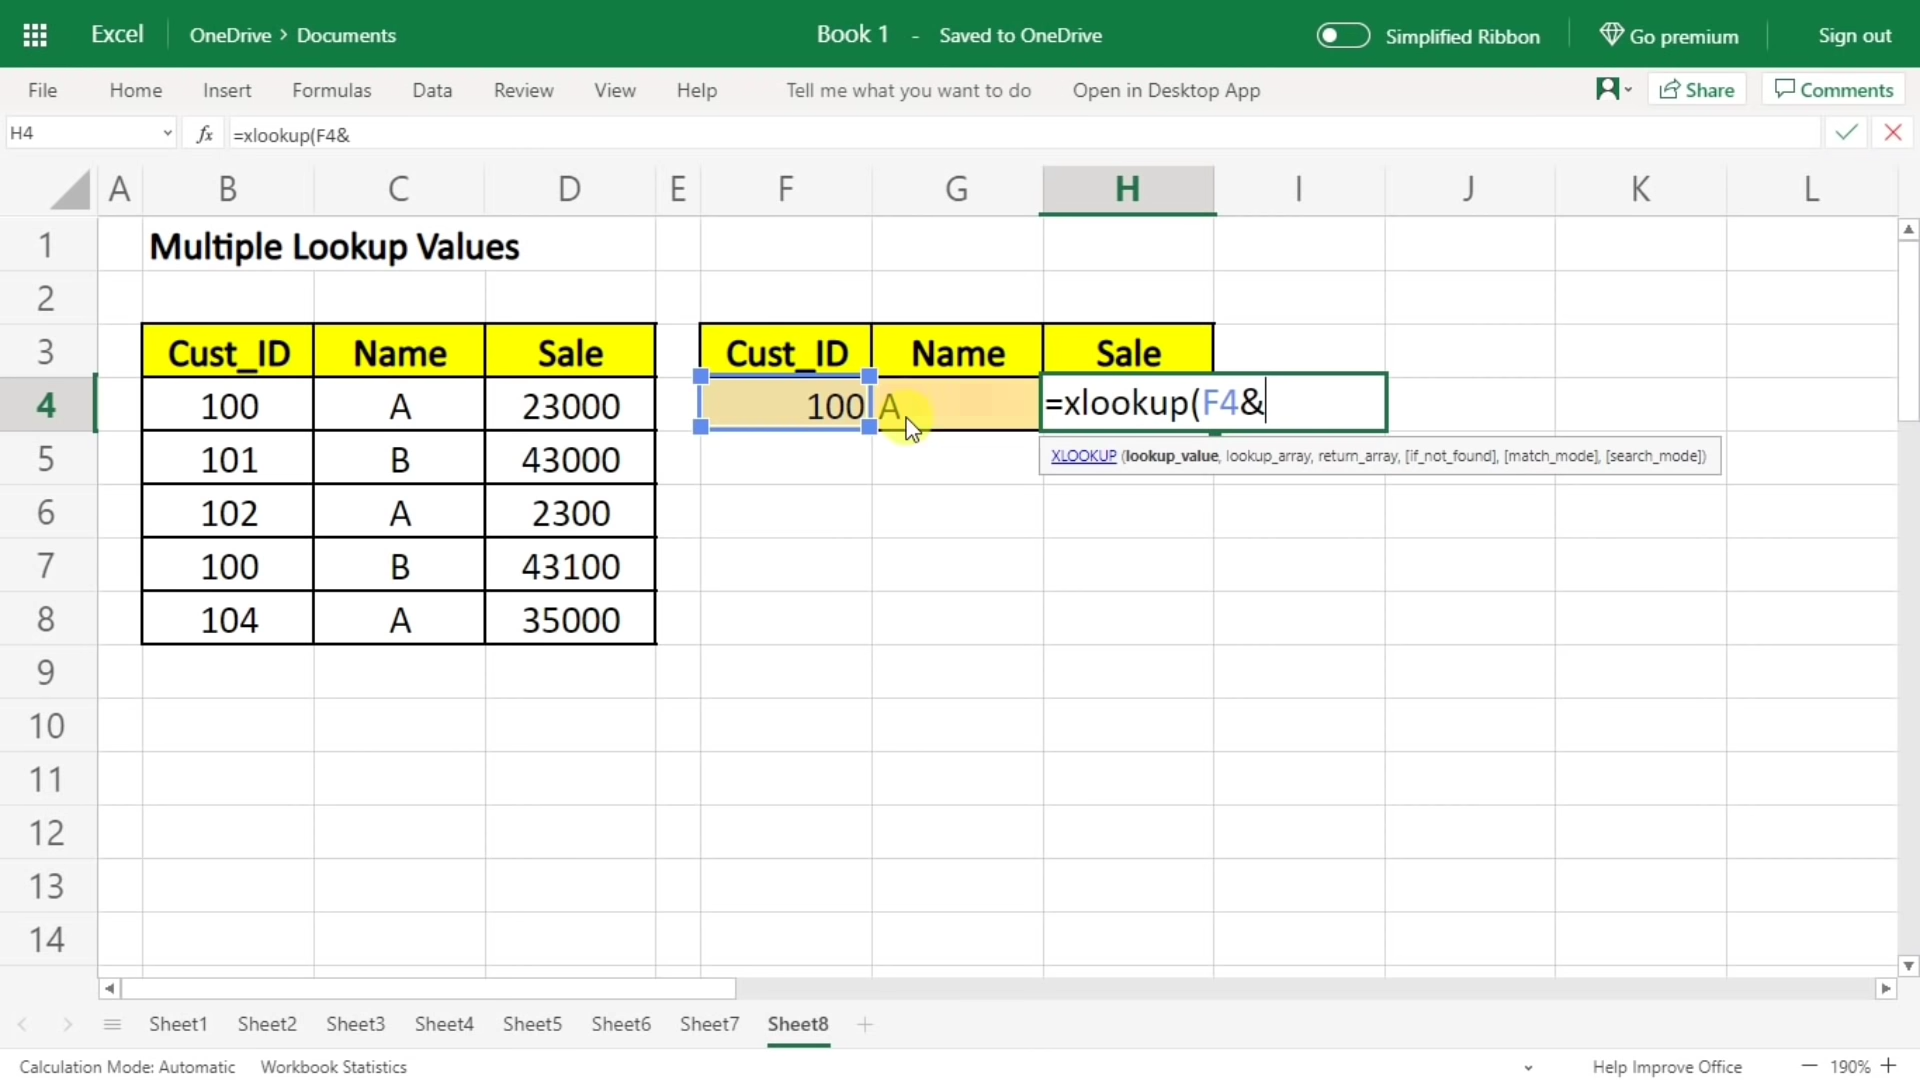 Excel OneDrive > Documents Book 1 - Saved to OneDrive Simplified Ribbon Go premium Sign out
File Home Insert Formulas Data Review View Help Tell me what you want to do Open in Desktop App Share Comments
H4 fx =xlookup(F4&
A B C D E F G H I J K L
1 Multiple Lookup Values
2
3 Cust_ID Name Sale Cust_ID Name Sale
4 100 A 23000 100 A =xlookup(F4&
XLOOKUP (lookup_value, lookup_array, return_array, [if_not_found], [match_mode], [search_mode])
5 101 B 43000
6 102 A 2300
7 100 B 43100
8 104 A 35000
9
10
11
12
13
14
Sheet1 Sheet2 Sheet3 Sheet4 Sheet5 Sheet6 Sheet7 Sheet8
Calculation Mode: Automatic Workbook Statistics Help Improve Office — 190% +